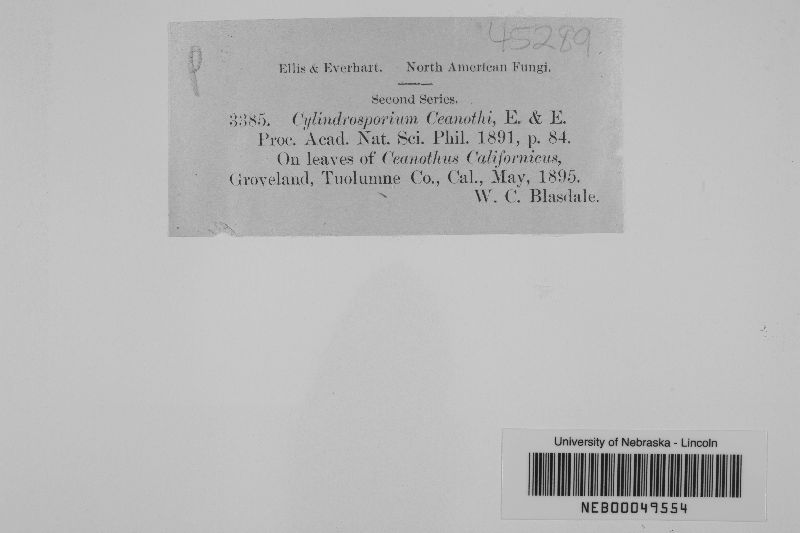 45289.
Ellis & Everhart. North American Fungi.
Second Series.
3385. Cylindrosporium Ceanothi, E. & E.
Proc. Acad. Nat. Sci. Phil. 1891, p. 84.
On leaves of Ceanothus Californicus,
Groveland, Tuolumne Co., Cal., May, 1895.
W. C. Blasdale.
University of Nebraska - Lincoln
NEB00049554